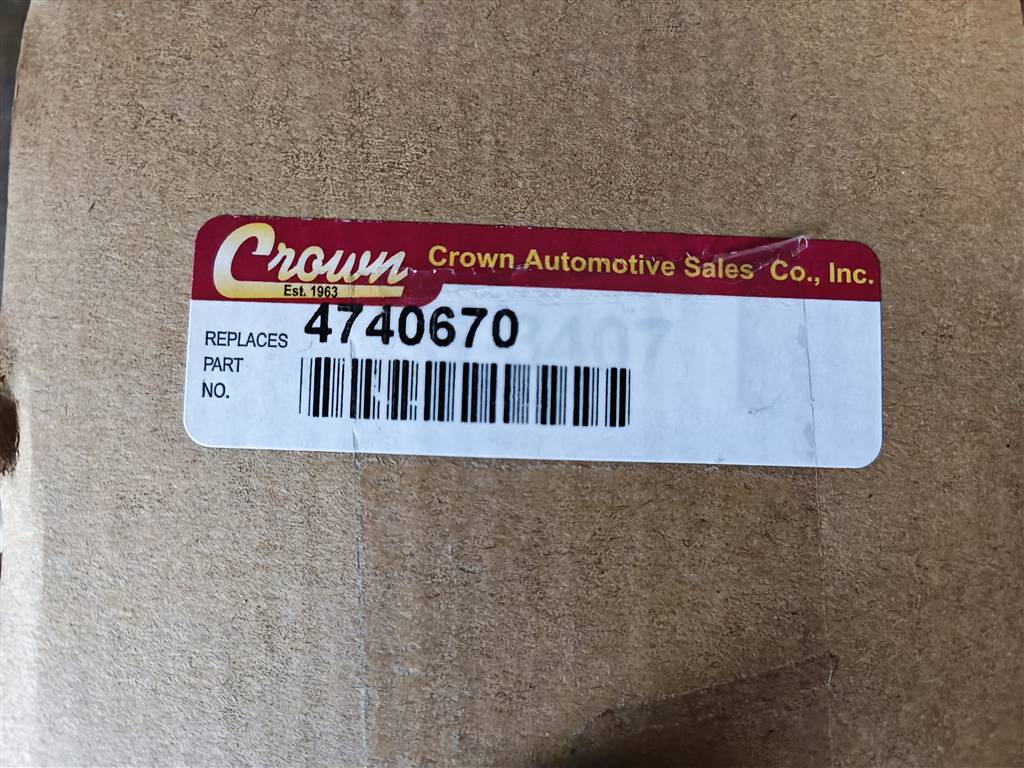 Crown
Est. 1963
Crown Automotive Sales Co., Inc.
REPLACES
PART
NO.
4740670